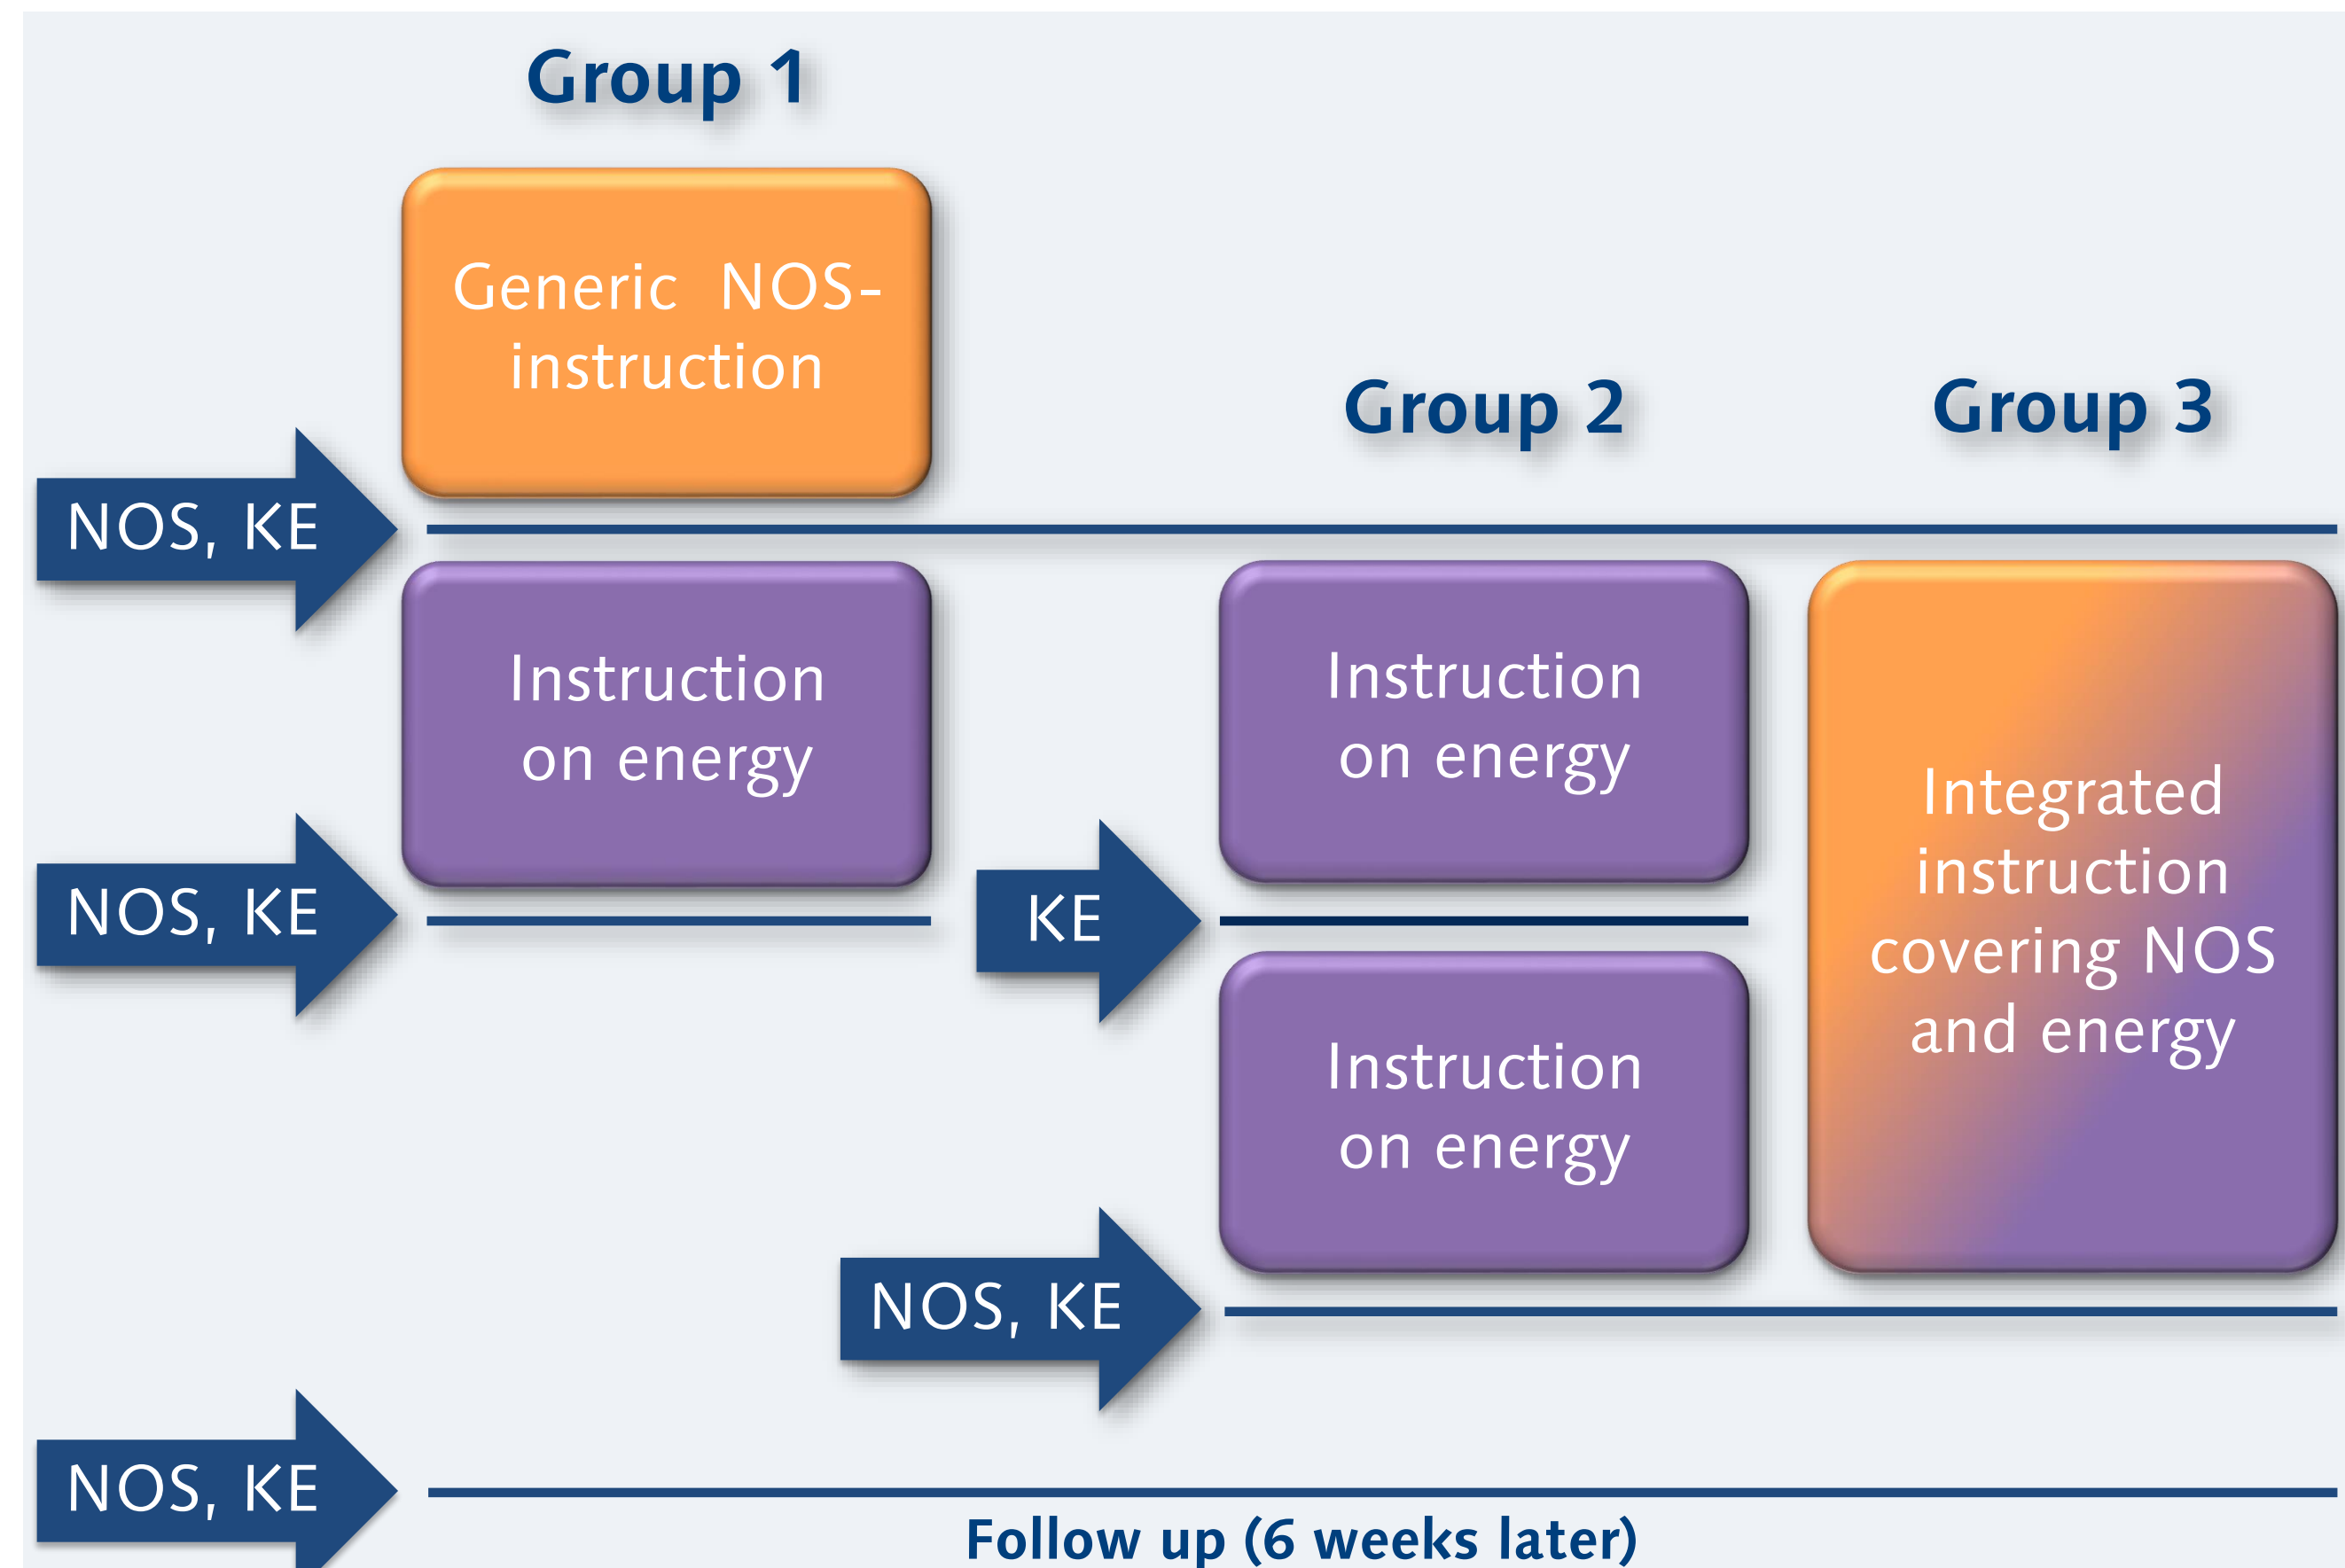 Group 1
Generic NOS-
instruction
Group 2
Group 3
NOS, KE
Instruction
on energy
Instruction
on energy
Integrated
instruction
covering NOS
and energy
NOS, KE
KE
Instruction
on energy
NOS, KE
NOS, KE
Follow up (6 weeks later)